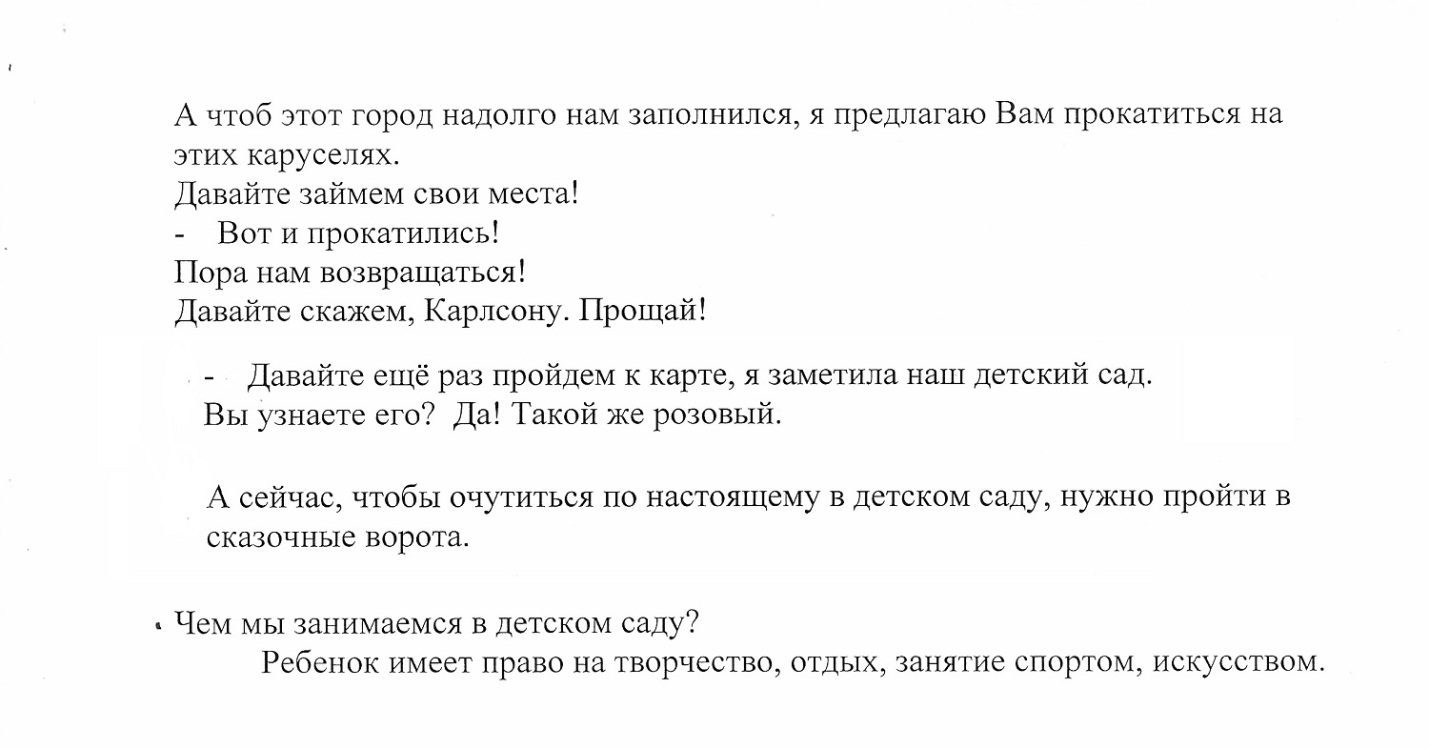 А чтоб этот город надолго нам заполнился, я предлагаю Вам прокатиться на
этих каруселях.
Давайте займем свои места!
- Вот и прокатились!
Пора нам возвращаться!
Давайте скажем, Карлсону. Прощай!
- Давайте ещё раз пройдем к карте, я заметила наш детский сад.
Вы узнаете его? Да! Такой же розовый.
А сейчас, чтобы очутиться по настоящему в детском саду, нужно пройти в
сказочные ворота.
Чем мы занимаемся в детском саду?
Ребенок имеет право на творчество, отдых, занятие спортом, искусством.